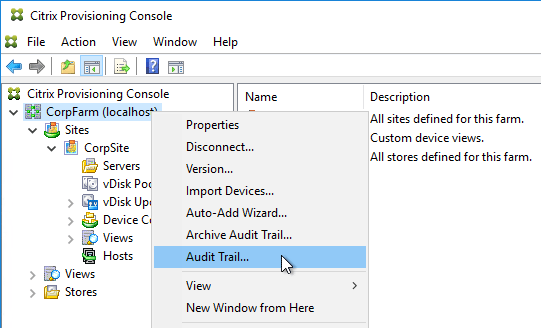 Citrix Provisioning Console
File Action View Window Help
Citrix Provisioning Console
CorpFarm (localhost)
Sites
CorpSite
Servers
vDisk Poo
vDisk Upd
Device Co
Views
Hosts
Views
Stores
Properties
Disconnect...
Version...
Import Devices...
Auto-Add Wizard...
Archive Audit Trail...
Audit Trail...
View
New Window from Here
Name Description
All sites defined for this farm.
Custom device views.
All stores defined for this farm.